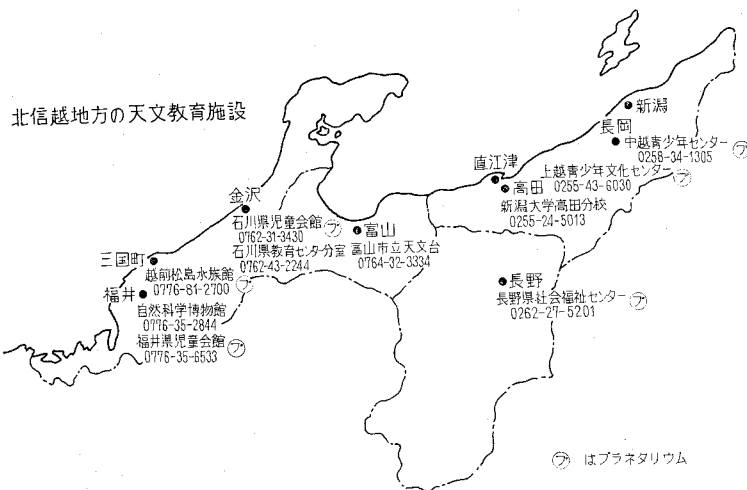 北信越地方の天文教育施設
新潟
長岡
中越青少年センター プ
0258-34-1305
直江津
上越青少年文化センター プ
0255-43-6030
高田
新潟大学高田分校
0255-24-5013
金沢
石川県児童会館 プ
0762-31-3430
石川県教育センター分室
0762-43-2244
富山
富山市立天文台
0764-32-3334
三国町
越前松島水族館 プ
0776-81-2700
福井
自然科学博物館
0776-35-2844
福井県児童会館 プ
0776-35-6533
長野
長野県社会福祉センター プ
0262-27-5201
プ はプラネタリウム